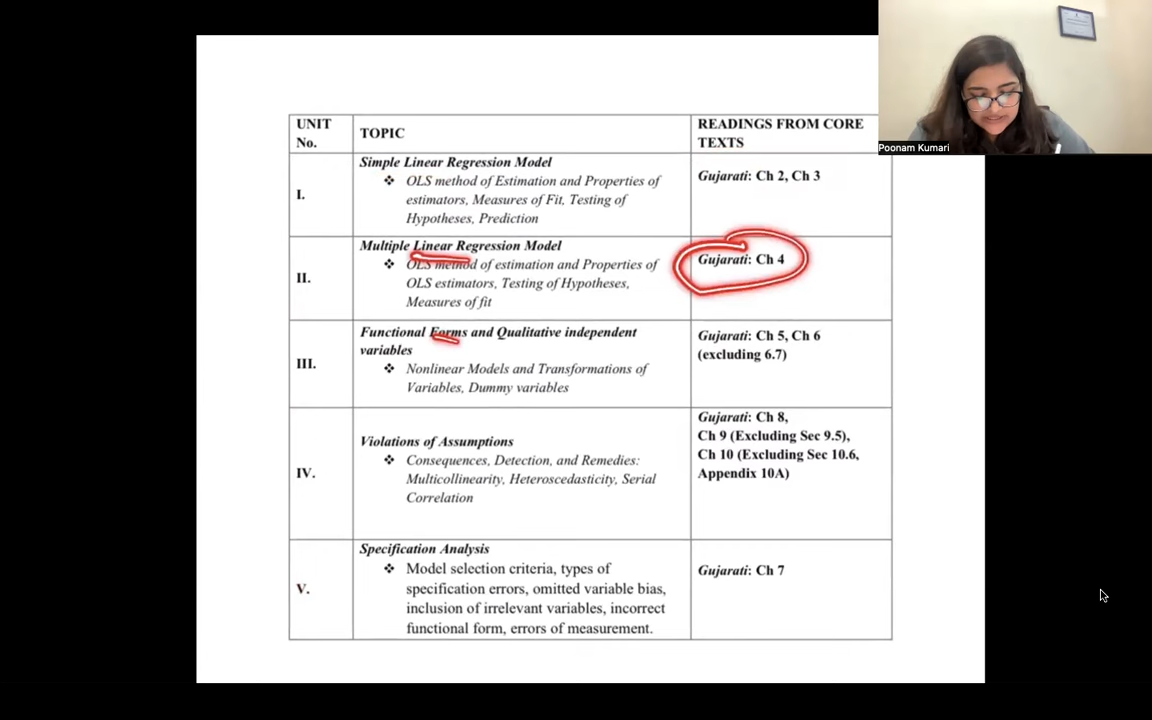 UNIT No.
TOPIC
READINGS FROM CORE TEXTS
I.
Simple Linear Regression Model
❖ OLS method of Estimation and Properties of
estimators, Measures of Fit, Testing of
Hypotheses, Prediction
Gujarati: Ch 2, Ch 3
II.
Multiple Linear Regression Model
❖ OLS method of estimation and Properties of
OLS estimators, Testing of Hypotheses,
Measures of fit
Gujarati: Ch 4
III.
Functional Forms and Qualitative independent
variables
❖ Nonlinear Models and Transformations of
Variables, Dummy variables
Gujarati: Ch 5, Ch 6
(excluding 6.7)
IV.
Violations of Assumptions
❖ Consequences, Detection, and Remedies:
Multicollinearity, Heteroscedasticity, Serial
Correlation
Gujarati: Ch 8,
Ch 9 (Excluding Sec 9.5),
Ch 10 (Excluding Sec 10.6,
Appendix 10A)
V.
Specification Analysis
❖ Model selection criteria, types of
specification errors, omitted variable bias,
inclusion of irrelevant variables, incorrect
functional form, errors of measurement.
Gujarati: Ch 7
Poonam Kumari